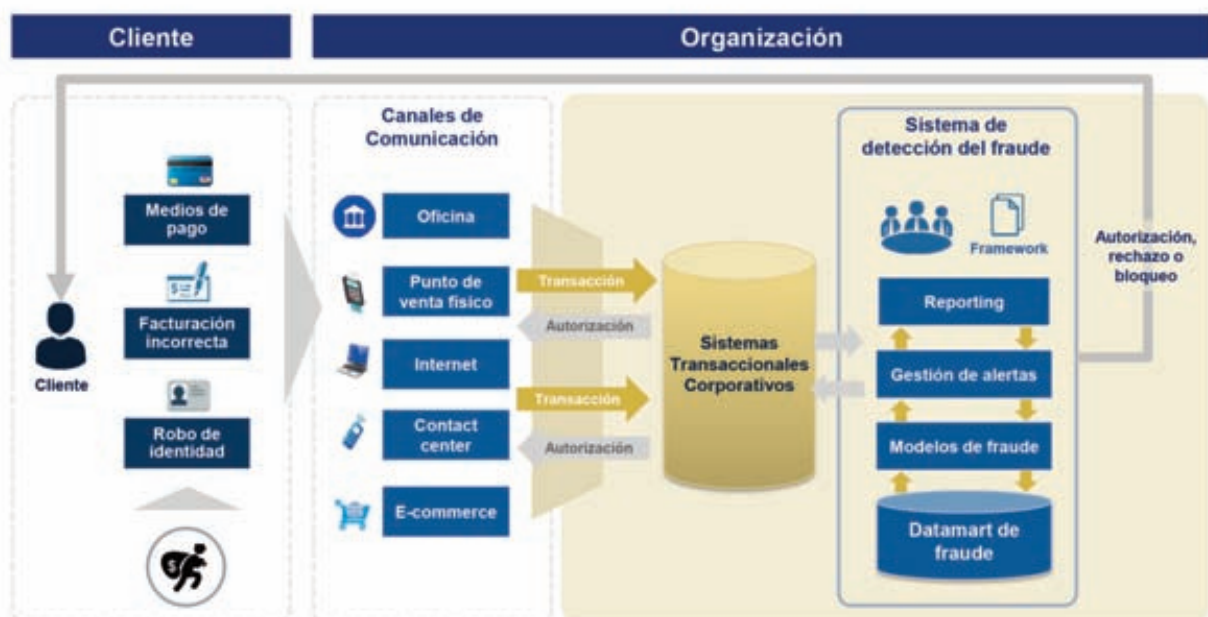 Cliente
Organización
Medios de
pago
Facturación
incorrecta
Robo de
identidad
Cliente
$
Canales de
Comunicación
Oficina
Punto de
venta físico
Internet
Contact
center
E-commerce
Transacción
Autorización
Transacción
Autorización
Sistemas
Transaccionales
Corporativos
Sistema de
detección del fraude
Framework
Reporting
Gestión de alertas
Modelos de fraude
Datamart de
fraude
Autorización,
rechazo o
bloqueo